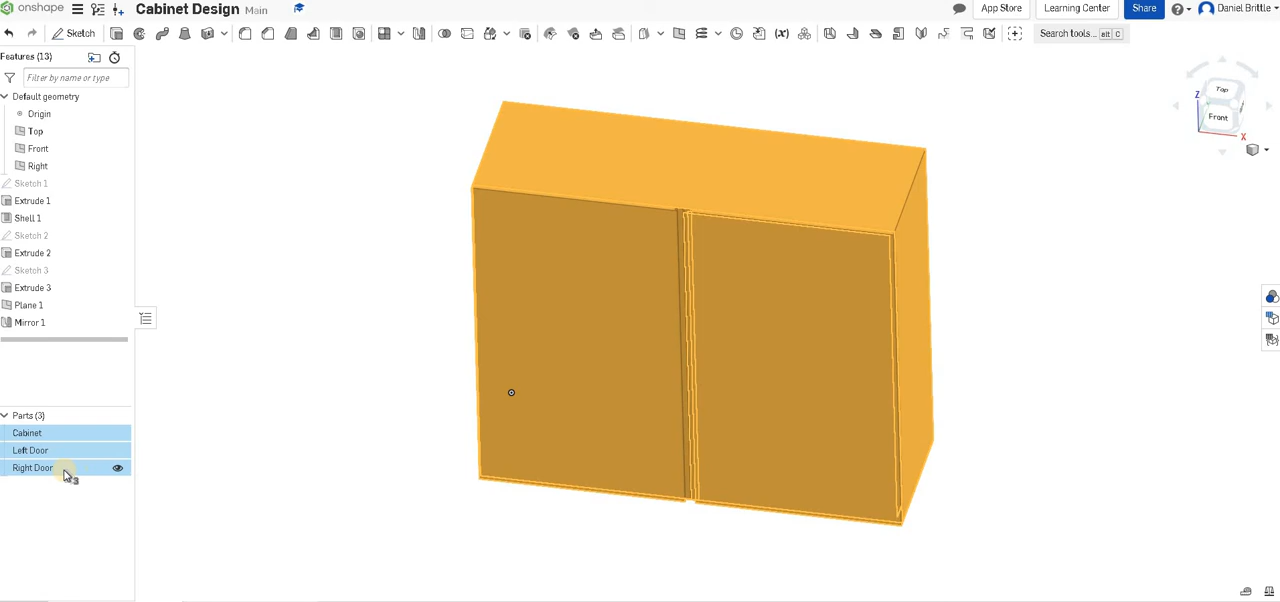 onshape Cabinet Design Main App Store Learning Center Share Daniel Brittle
Sketch Search tools... alt C
Features (13)
Filter by name or type
Default geometry
Origin
Top
Front
Right
Sketch 1
Extrude 1
Shell 1
Sketch 2
Extrude 2
Sketch 3
Extrude 3
Plane 1
Mirror 1
Parts (3)
Cabinet
Left Door
Right Door
3
Top
Z
Front
X